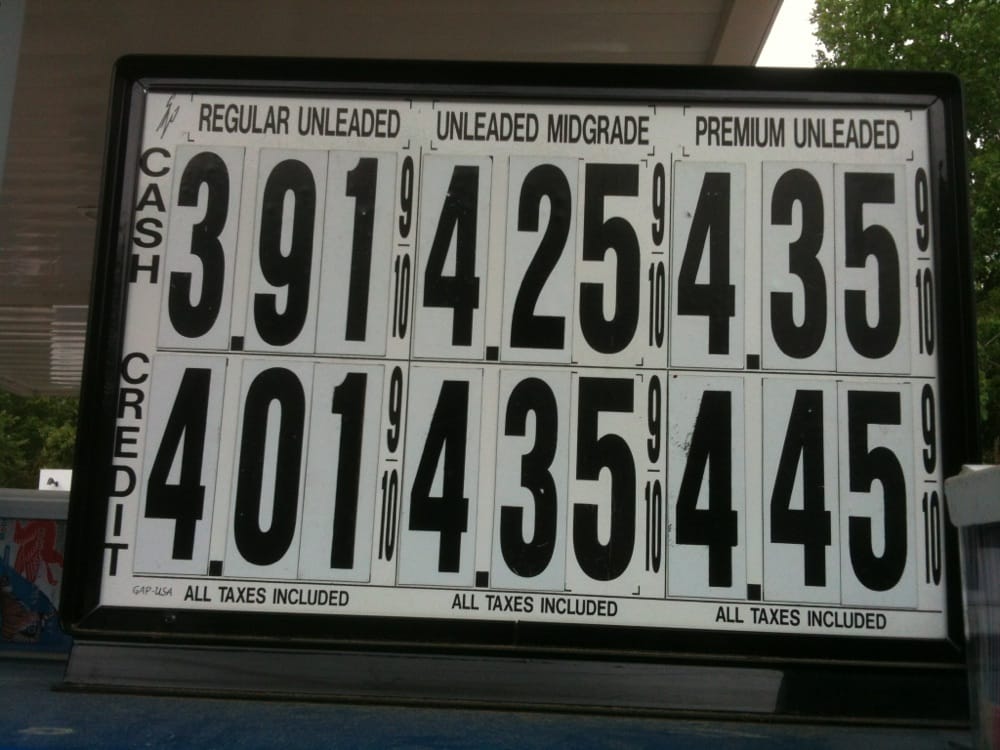 REGULAR UNLEADED UNLEADED MIDGRADE PREMIUM UNLEADED
CASH 3.91 9/10 4.25 9/10 4.35 9/10
CREDIT 4.01 9/10 4.35 9/10 4.45 9/10
GAP-USA ALL TAXES INCLUDED ALL TAXES INCLUDED ALL TAXES INCLUDED